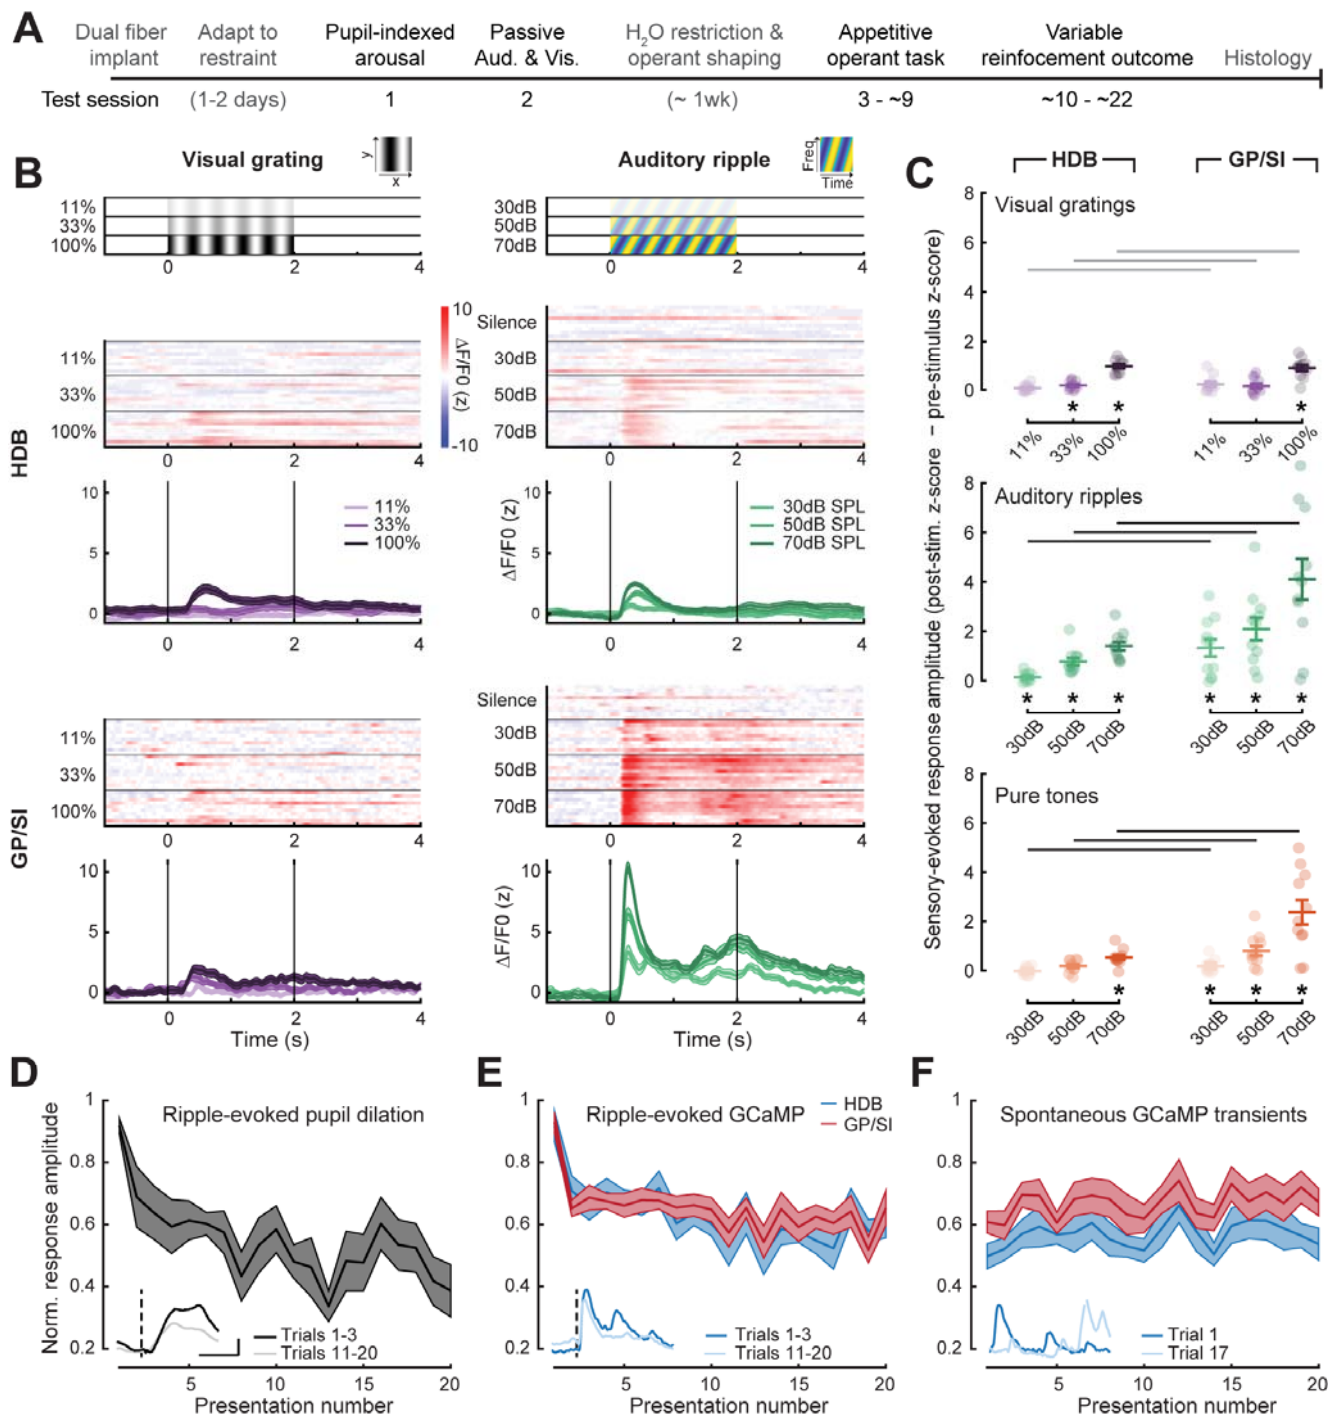 A
Dual fiber implant
Adapt to restraint
Pupil-indexed arousal
Passive Aud. & Vis.
H2O restriction & operant shaping
Appetitive operant task
Variable reinfocement outcome
Histology
Test session (1-2 days) 1 2 (~ 1wk) 3 - ~9 ~10 - ~22
B
Visual grating
y
x
11%
33%
100%
0 2 4
Auditory ripple
Freq
Time
30dB
50dB
70dB
0 2 4
HDB
11%
33%
100%
0 2 4
10
ΔF/F0 (z)
-10
Silence
30dB
50dB
70dB
0 2 4
10
5
0
11%
33%
100%
0 2 4
ΔF/F0 (z)
10
5
0
30dB SPL
50dB SPL
70dB SPL
0 2 4
GP/SI
11%
33%
100%
0 2 4
Silence
30dB
50dB
70dB
0 2 4
10
5
0
0 2 4
Time (s)
ΔF/F0 (z)
10
5
0
0 2 4
Time (s)
C
HDB
GP/SI
Sensory-evoked response amplitude (post-stim. z-score – pre-stimulus z-score)
Visual gratings
8
6
4
2
0
* * *
11% 33% 100% 11% 33% 100%
Auditory ripples
8
6
4
2
0
* * * * * *
30dB 50dB 70dB 30dB 50dB 70dB
Pure tones
8
6
4
2
0
* * * *
30dB 50dB 70dB 30dB 50dB 70dB
D
Ripple-evoked pupil dilation
Norm. response amplitude
1
0.8
0.6
0.4
0.2
Trials 1-3
Trials 11-20
5 10 15 20
Presentation number
E
Ripple-evoked GCaMP
HDB
GP/SI
1
0.8
0.6
0.4
0.2
Trials 1-3
Trials 11-20
5 10 15 20
Presentation number
F
Spontaneous GCaMP transients
1
0.8
0.6
0.4
0.2
Trial 1
Trial 17
5 10 15 20
Presentation number